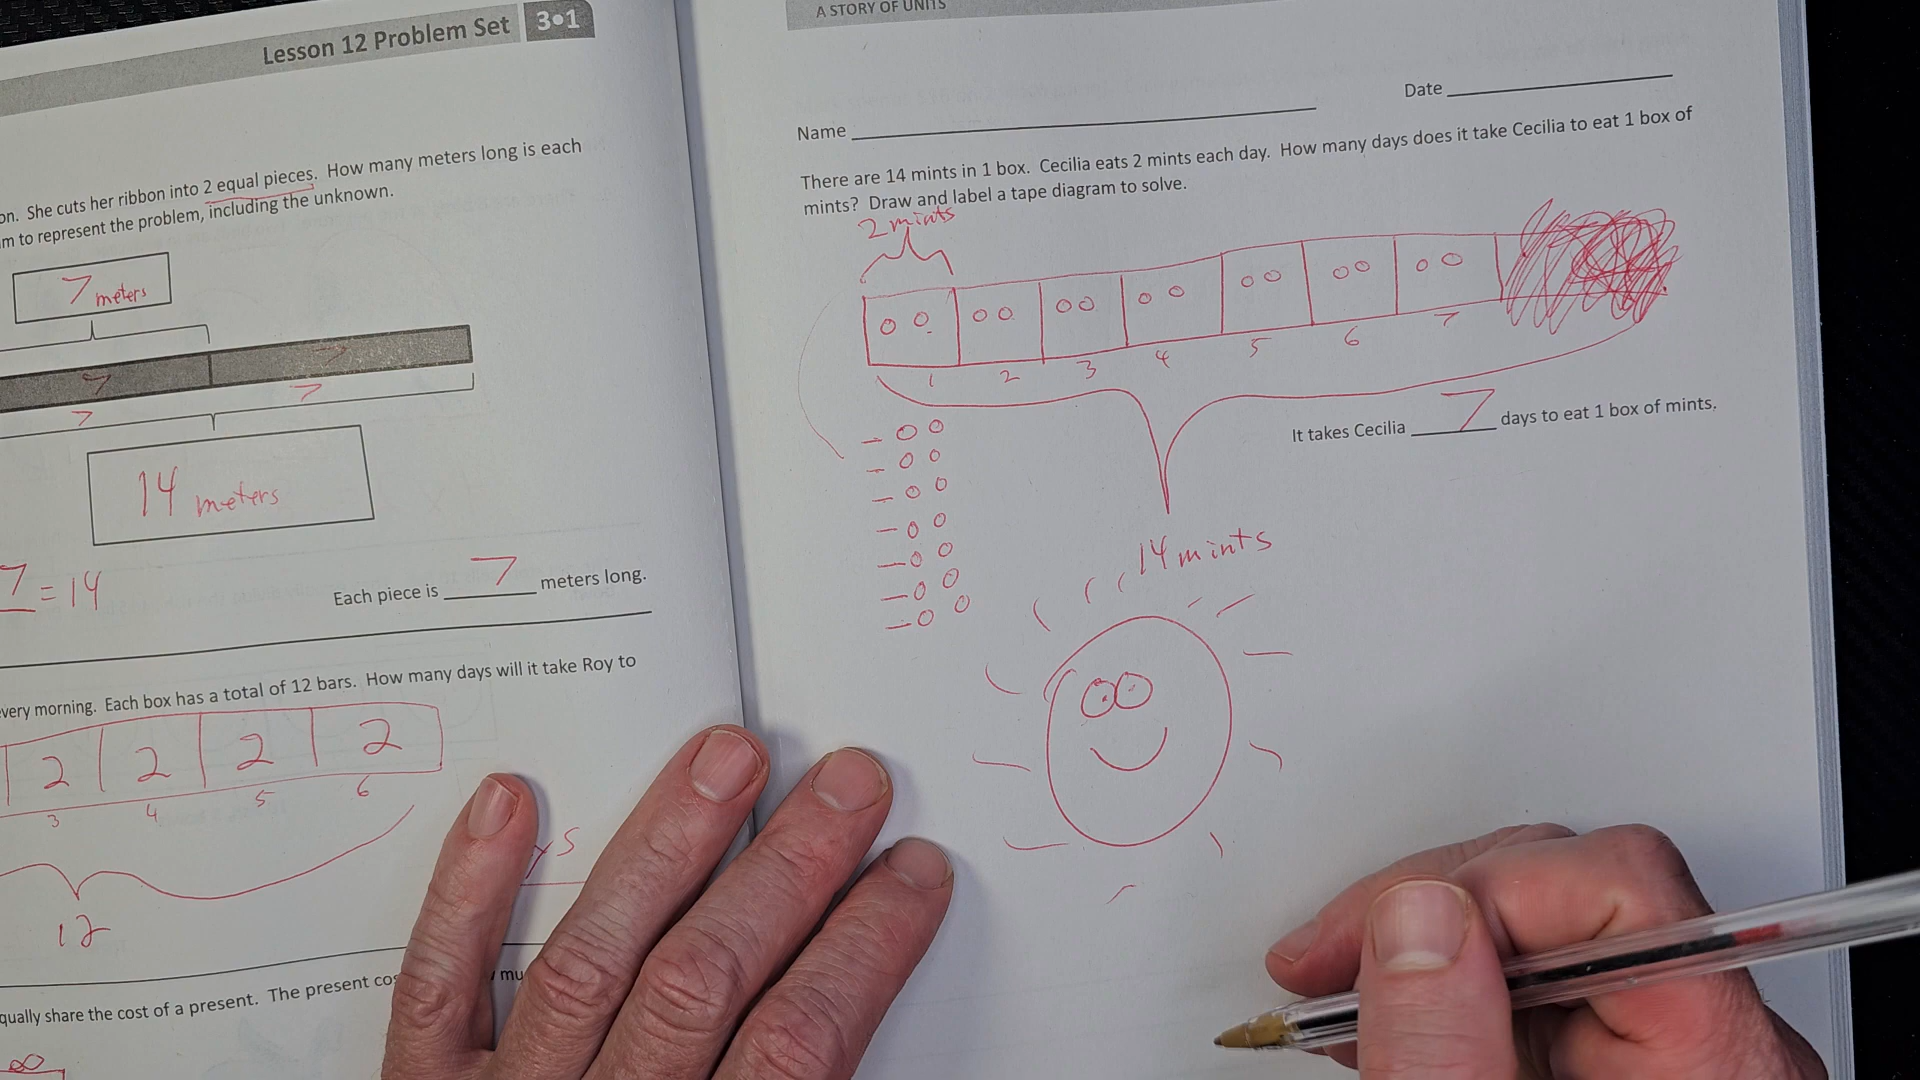 Lesson 12 Problem Set 3•1
on. She cuts her ribbon into 2 equal pieces. How many meters long is each
m to represent the problem, including the unknown.
7 meters
7 7
7 7
14 meters
7 = 14
Each piece is 7 meters long.
very morning. Each box has a total of 12 bars. How many days will it take Roy to
2 2 2 2
3 4 5 6
ys
12
qually share the cost of a present. The present cos
mu
A STORY OF UNITS
Name
Date
There are 14 mints in 1 box. Cecilia eats 2 mints each day. How many days does it take Cecilia to eat 1 box of
mints? Draw and label a tape diagram to solve.
2 mints
1 2 3 4 5 6 7
It takes Cecilia 7 days to eat 1 box of mints.
14 mints